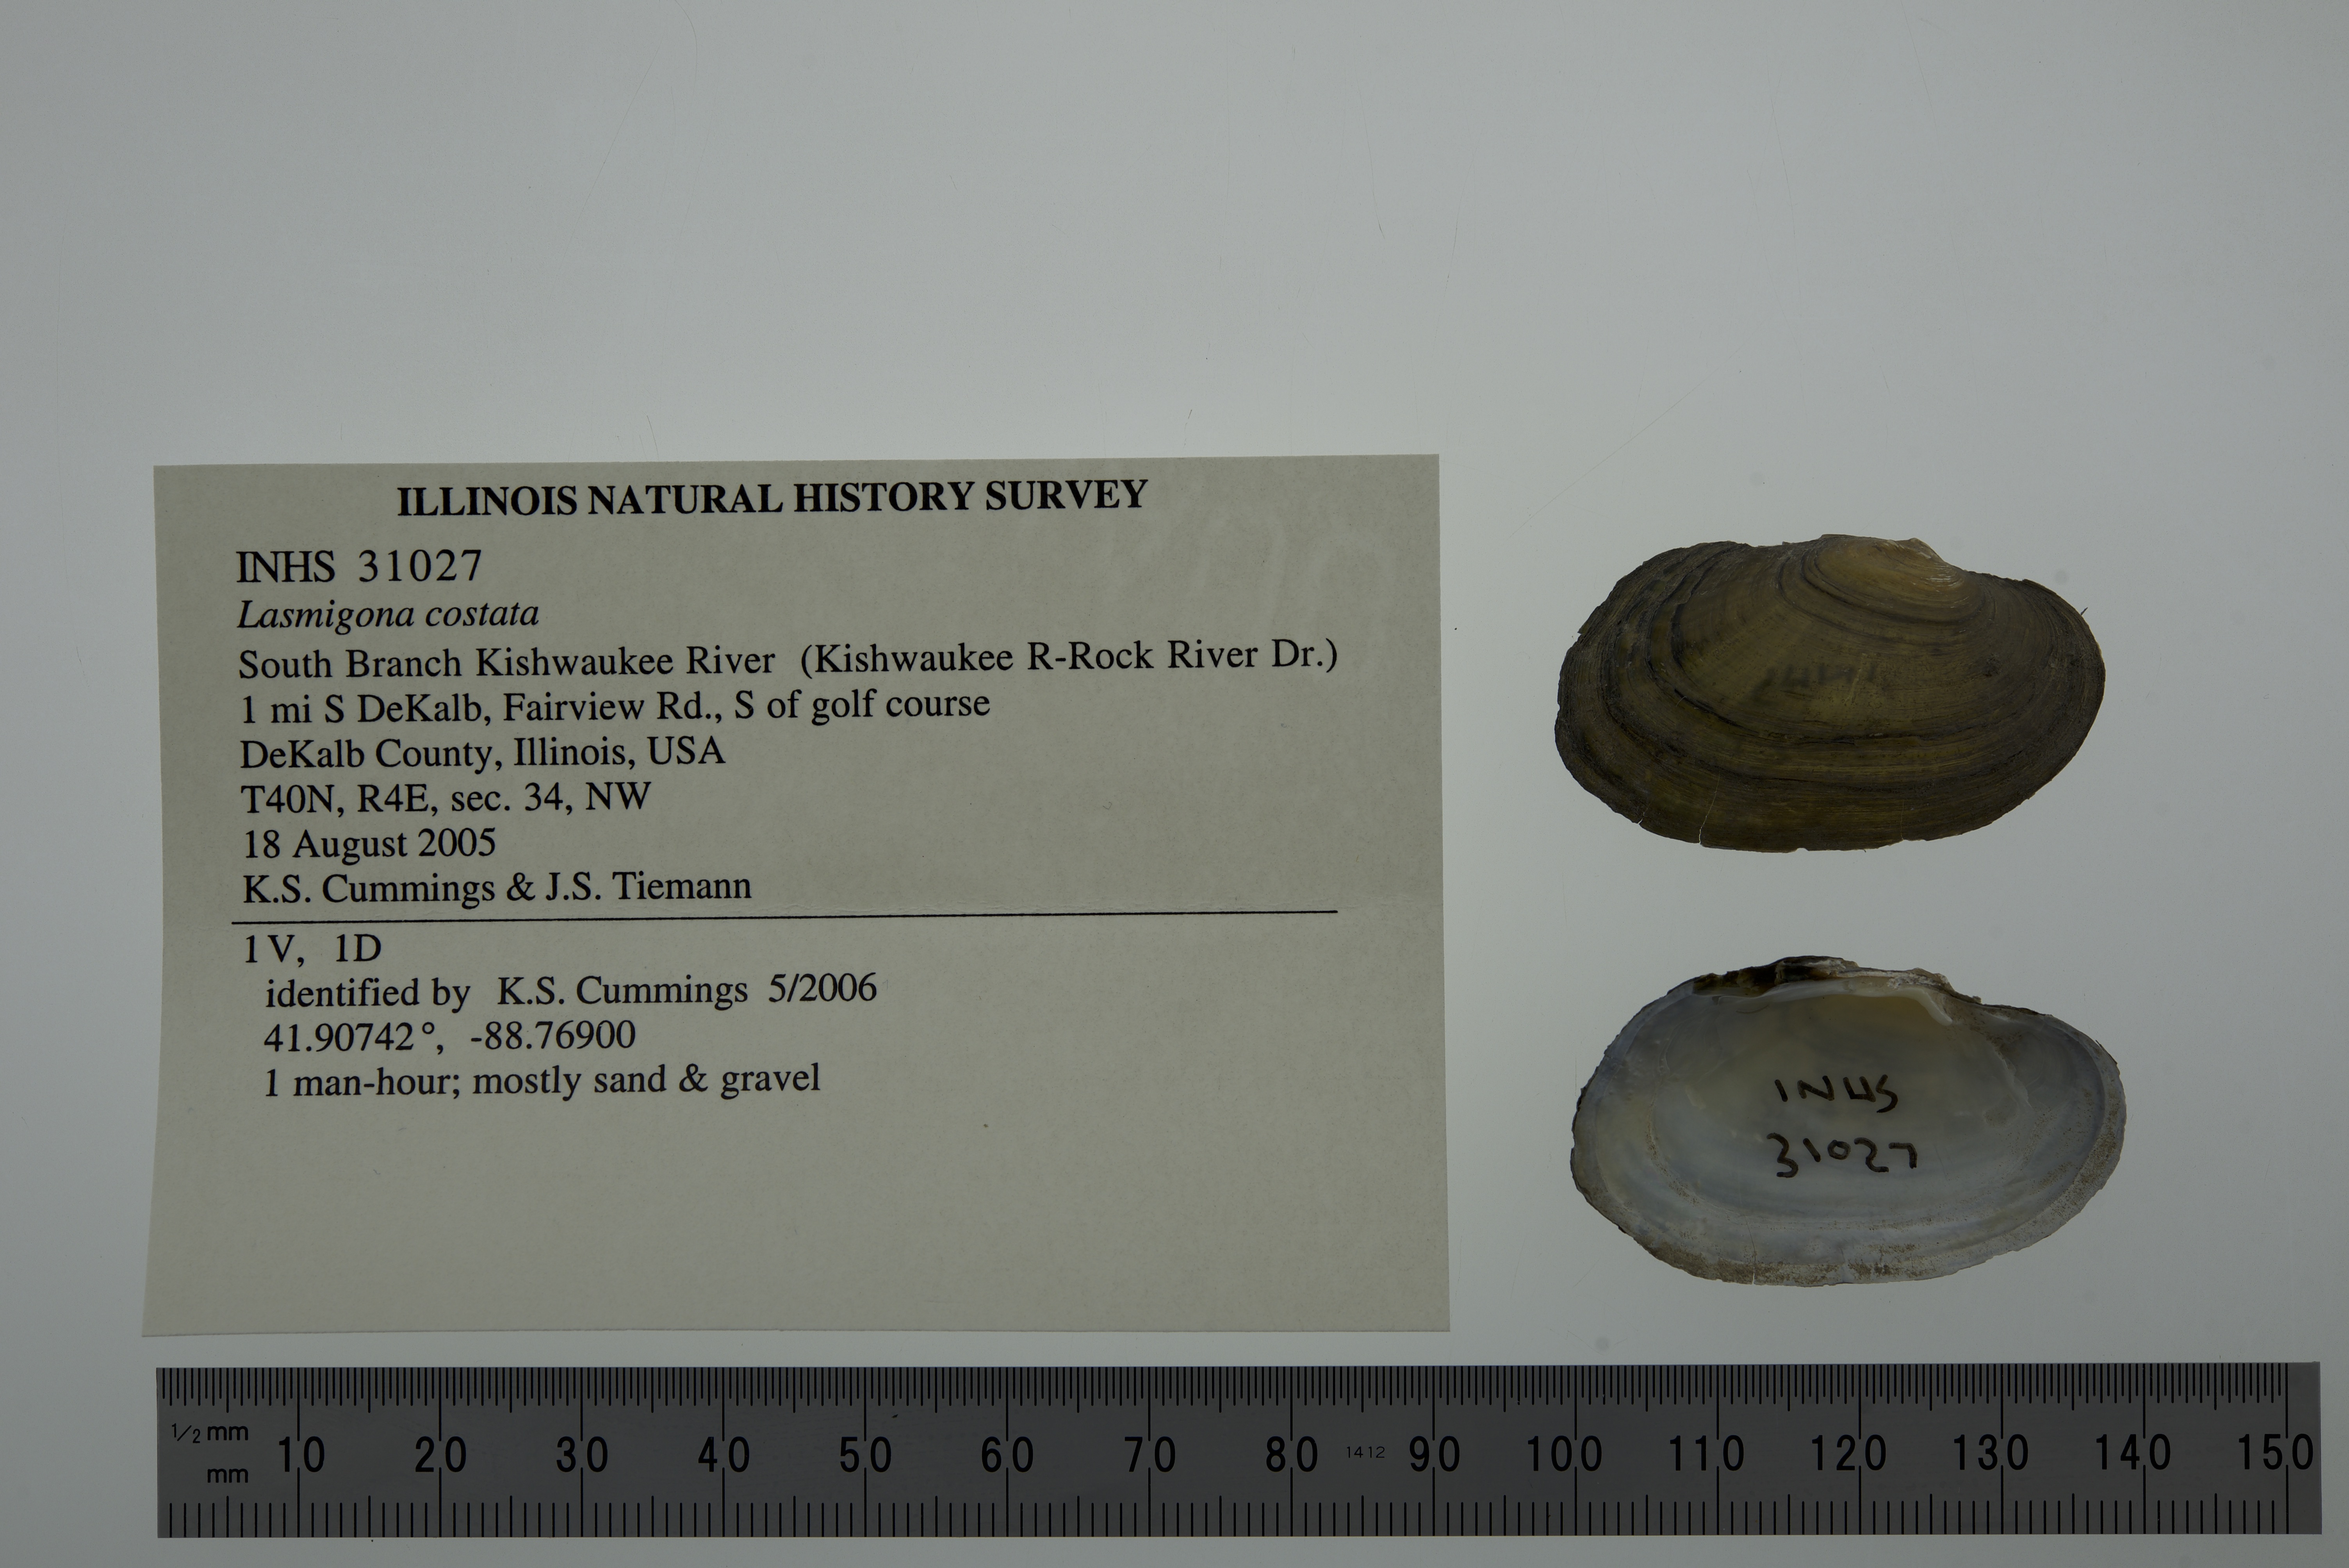 ILLINOIS NATURAL HISTORY SURVEY
INHS 31027
Lasmigona costata
South Branch Kishwaukee River (Kishwaukee R-Rock River Dr.)
1 mi S DeKalb, Fairview Rd., S of golf course
DeKalb County, Illinois, USA
T40N, R4E, sec. 34, NW
18 August 2005
K.S. Cummings & J.S. Tiemann
1 V, 1D
identified by K.S. Cummings 5/2006
41.90742°, -88.76900
1 man-hour; mostly sand & gravel
INHS
31027
1/2 mm
mm 10 20 30 40 50 60 70 80 1412 90 100 110 120 130 140 150